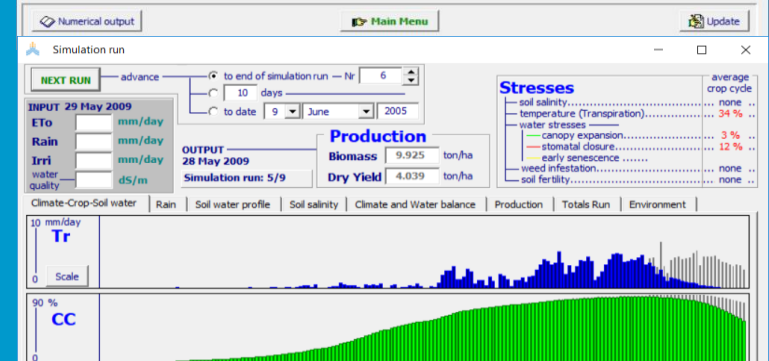 Numerical output
Main Menu
Update
Simulation run
NEXT RUN
advance
to end of simulation run — Nr 6
10 days
to date 9 June 2005
INPUT 29 May 2009
ETo mm/day
Rain mm/day
Irri mm/day
water quality dS/m
OUTPUT
28 May 2009
Simulation run: 5/9
Production
Biomass 9.925 ton/ha
Dry Yield 4.039 ton/ha
Stresses
average
crop cycle
soil salinity........ none ..
temperature (Transpiration)........ 34 % ..
water stresses
canopy expansion........ 3 % ..
stomatal closure........ 12 % ..
early senescence .......
weed infestation........ none ..
soil fertility........ none ..
Climate-Crop-Soil water Rain Soil water profile Soil salinity Climate and Water balance Production Totals Run Environment
10 mm/day
Tr
0 Scale
90 %
CC
0